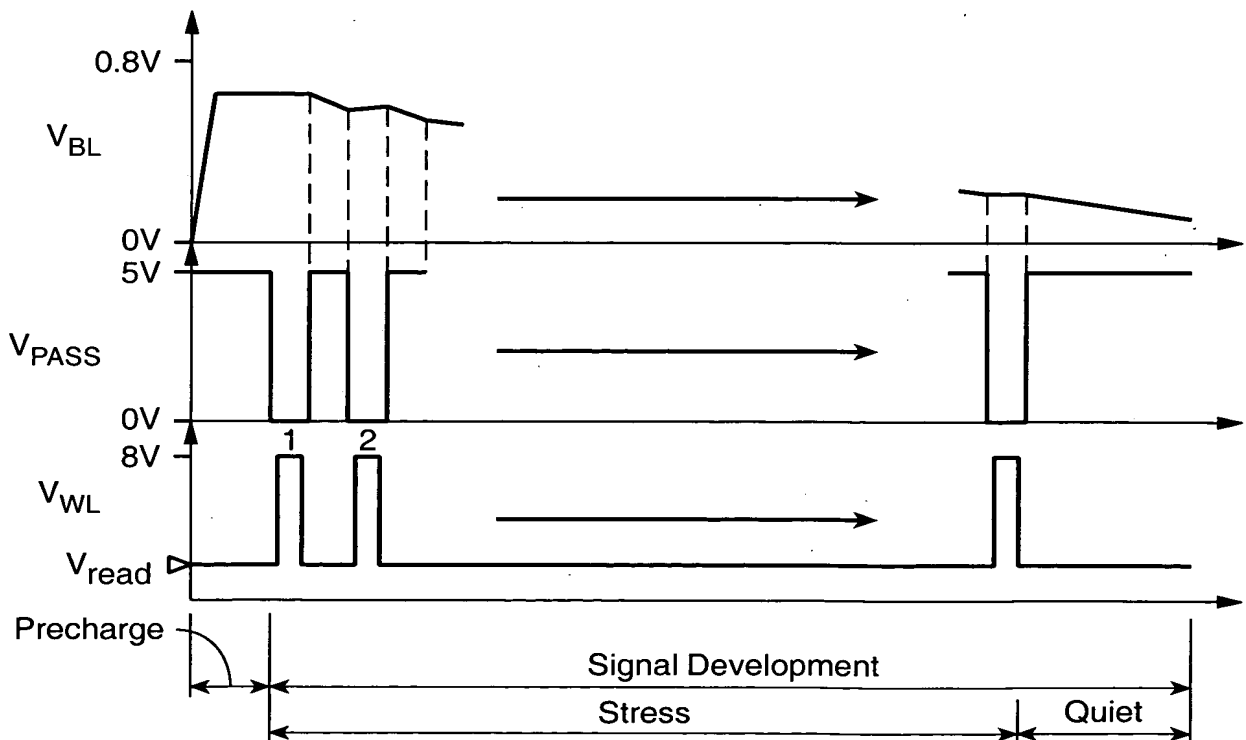 0.8V
V_BL
0V
5V
V_PASS
0V
1 2
8V
V_WL
V_read
Precharge
Signal Development
Stress Quiet